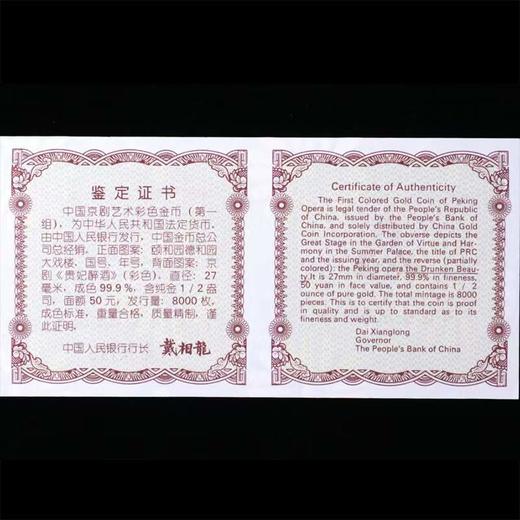 鉴定证书
中国京剧艺术彩色金币（第一
组），为中华人民共和国法定货币，
由中国人民银行发行，中国金币总公
司总经销。正面图案：颐和园德和园
大戏楼、国号、年号，背面图案：京
剧《贵妃醉酒》（彩色）。直径：27
毫米，成色99.9%，含纯金1/2盎
司，面额50元，发行量：8000枚，
成色标准，重量合格，质量精制，谨
此证明。
中国人民银行行长 戴相龍
Certificate of Authenticity
The First Colored Gold Coin of Peking
Opera is legal tender of the People's Republic
of China, issued by the People's Bank of
China, and solely distributed by China Gold
Coin Incorporation. The obverse depicts the
Great Stage in the Garden of Virtue and Har-
mony in the Summer Palace, the title of PRC
and the issuing year, and the reverse (partially
colored): the Peking opera the Drunken Beau-
ty.It is 27mm in diameter, 99.9% in fineness,
50 yuan in face value, and contains 1 / 2
ounce of pure gold. The total mintage is 8000
pieces. This is to certify that the coin is proof
in quality and is up to standard as to its
fineness and weight.
Dai Xianglong
Governor
The People's Bank of China